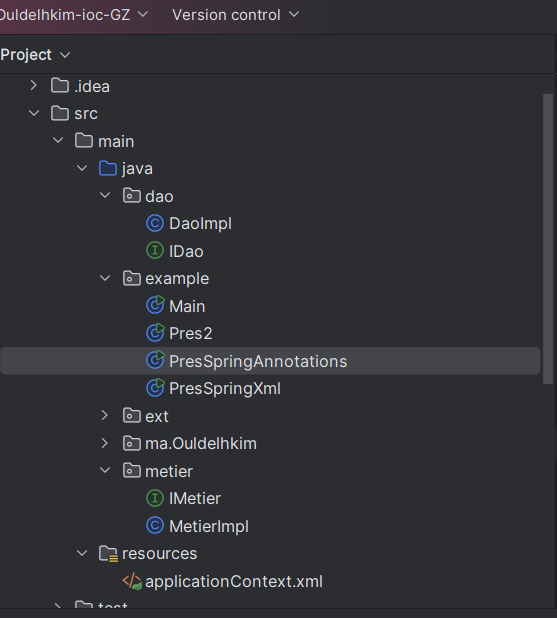 Ouldelhkim-ioc-GZ Version control
Project
.idea
src
main
java
dao
C DaoImpl
I IDao
example
C Main
C Pres2
C PresSpringAnnotations
C PresSpringXml
ext
ma.Ouldelhkim
metier
I IMetier
C MetierImpl
resources
</> applicationContext.xml
test